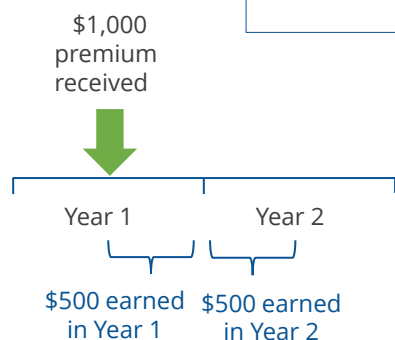 $1,000
premium
received
Year 1
Year 2
$500 earned
in Year 1
$500 earned
in Year 2